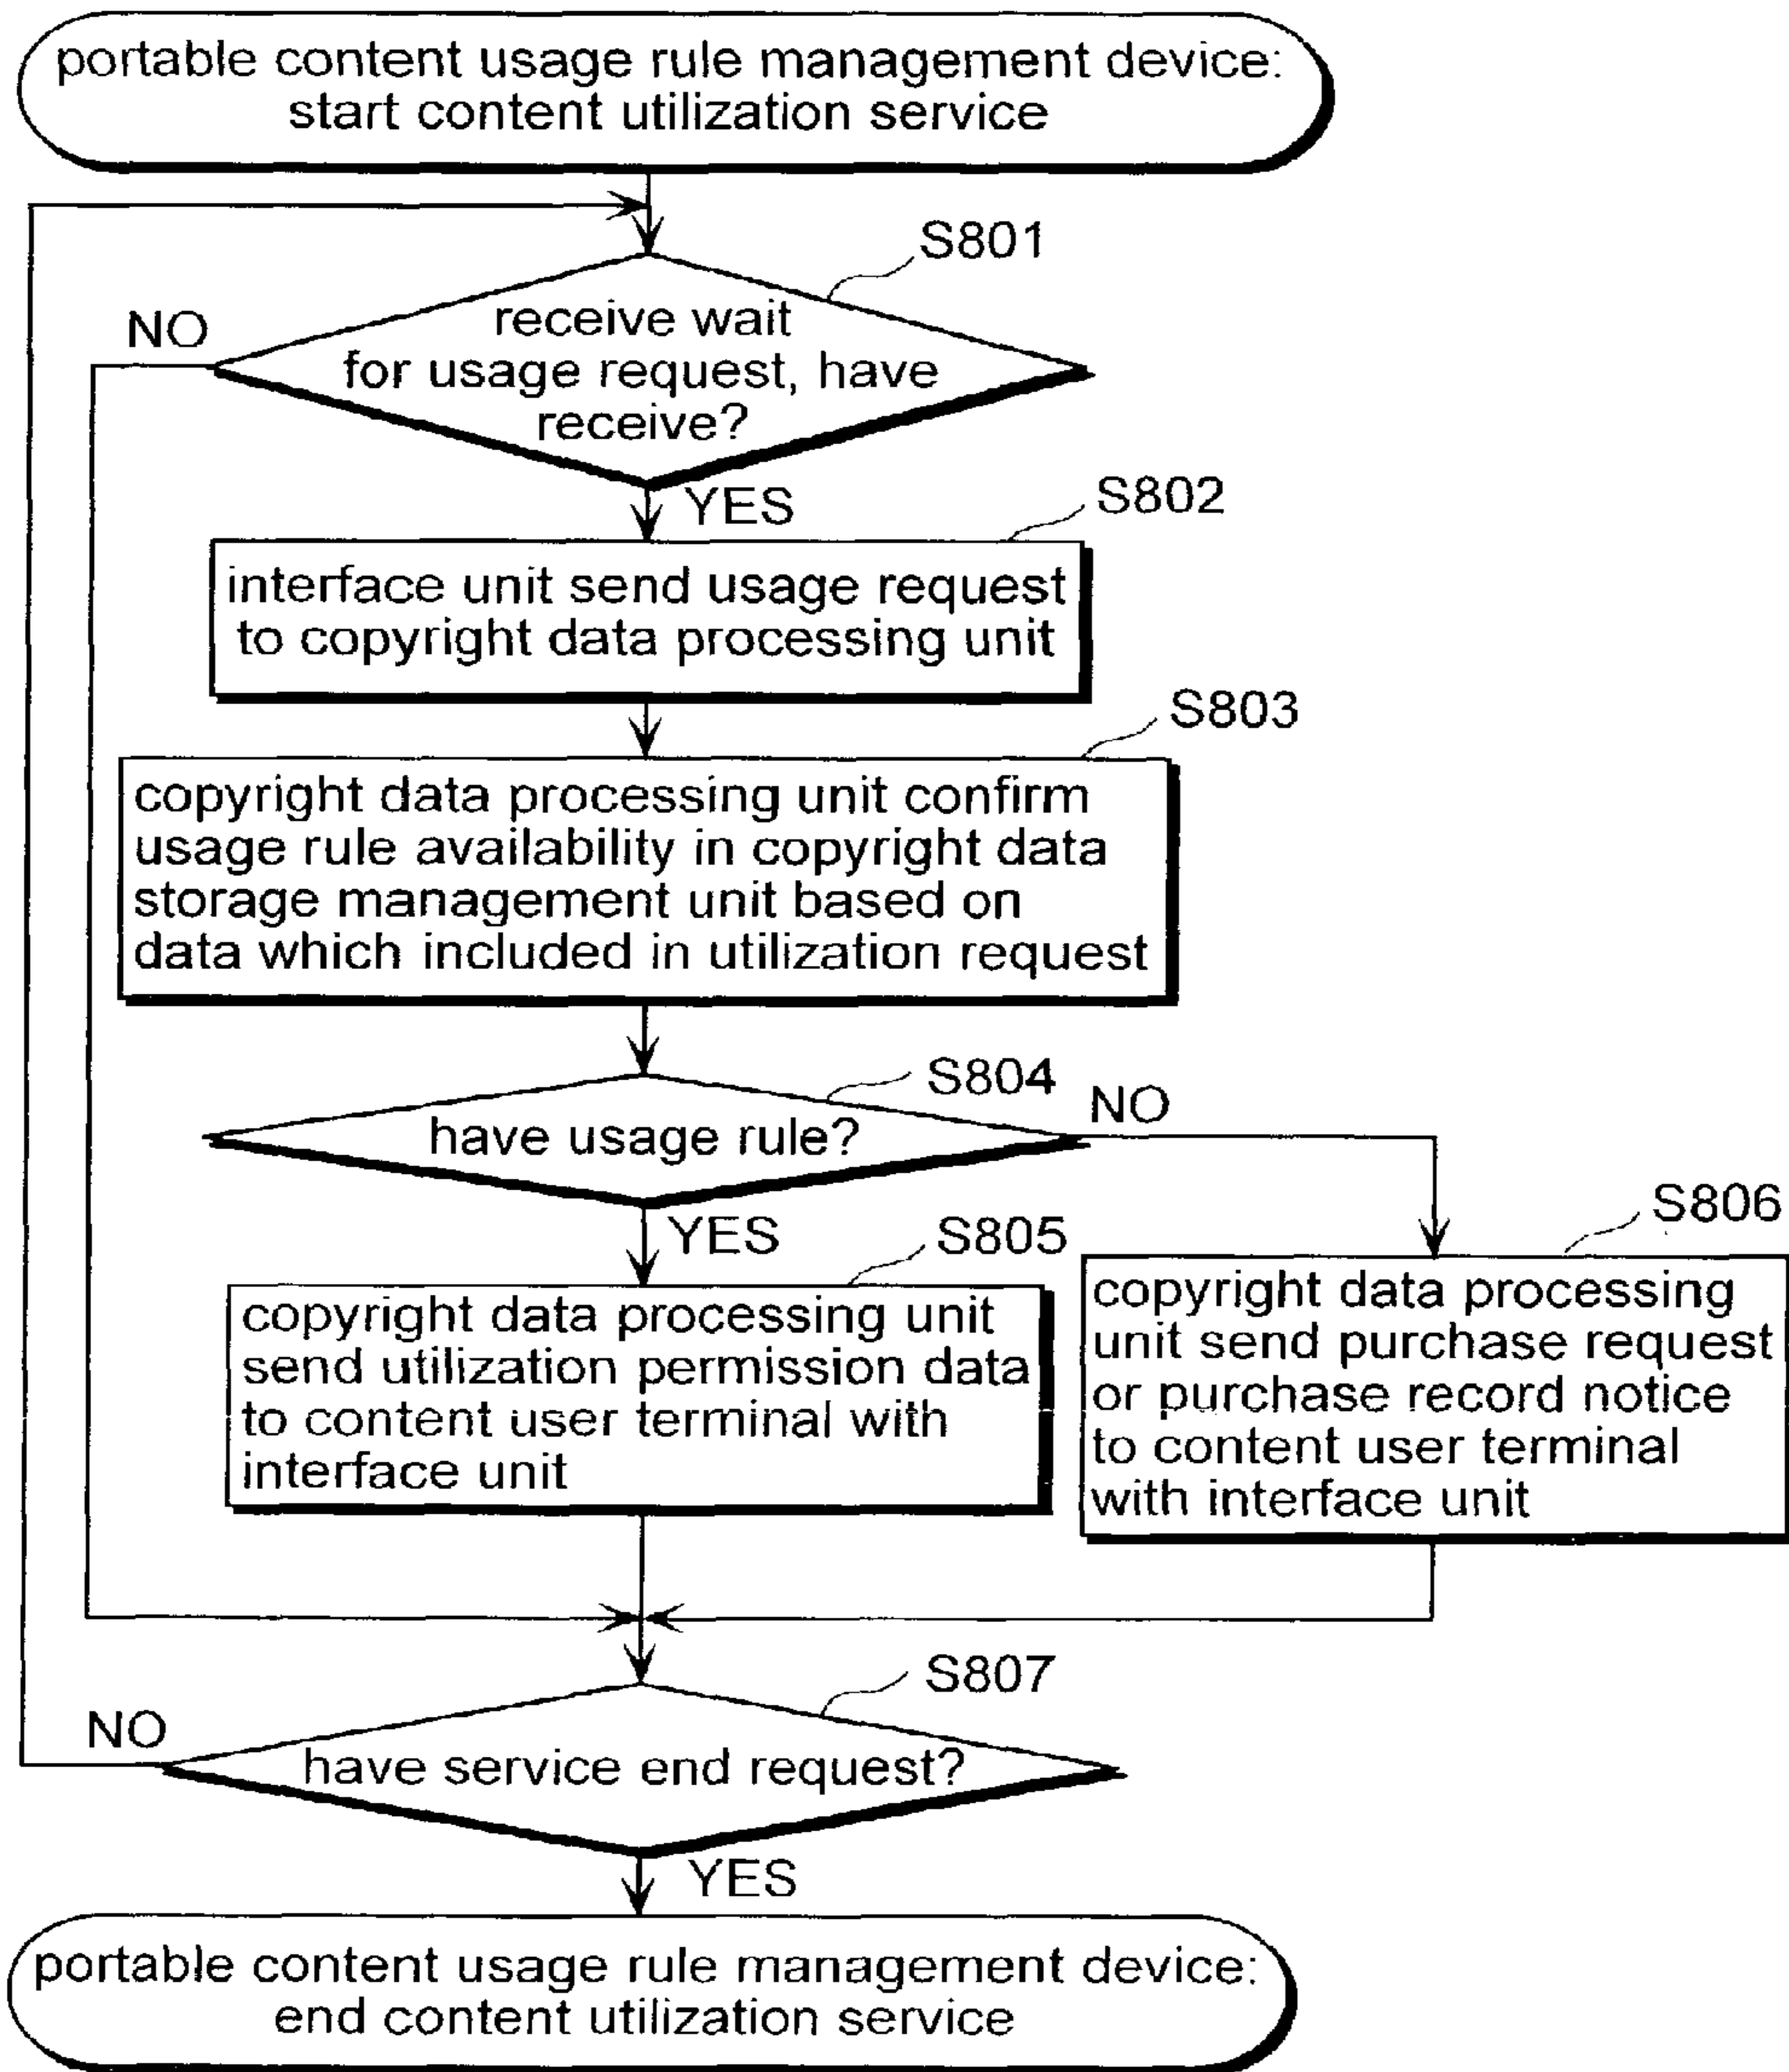 portable content usage rule management device:
start content utilization service
S801
NO
receive wait
for usage request, have
receive?
YES
S802
interface unit send usage request
to copyright data processing unit
S803
copyright data processing unit confirm
usage rule availability in copyright data
storage management unit based on
data which included in utilization request
S804
NO
have usage rule?
YES
S805
S806
copyright data processing unit
send utilization permission data
to content user terminal with
interface unit
copyright data processing
unit send purchase request
or purchase record notice
to content user terminal
with interface unit
S807
NO
have service end request?
YES
portable content usage rule management device:
end content utilization service